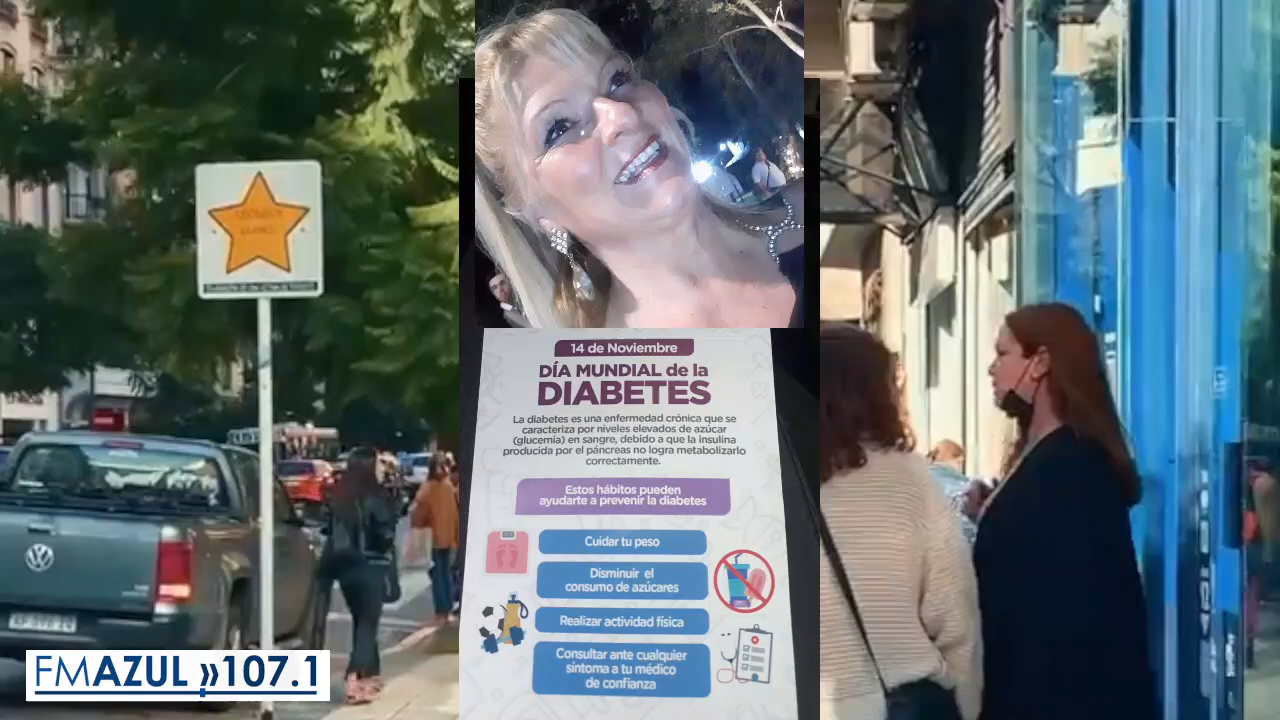 14 de Noviembre
DÍA MUNDIAL de la
DIABETES
La diabetes es una enfermedad crónica que se
caracteriza por niveles elevados de azúcar
(glucemia) en sangre, debido a que la insulina
producida por el páncreas no logra metabolizarlo
correctamente.
Estos hábitos pueden
ayudarte a prevenir la diabetes
Cuidar tu peso
Disminuir el
consumo de azúcares
Realizar actividad física
Consultar ante cualquier
síntoma a tu médico
de confianza
FMAZUL »107.1